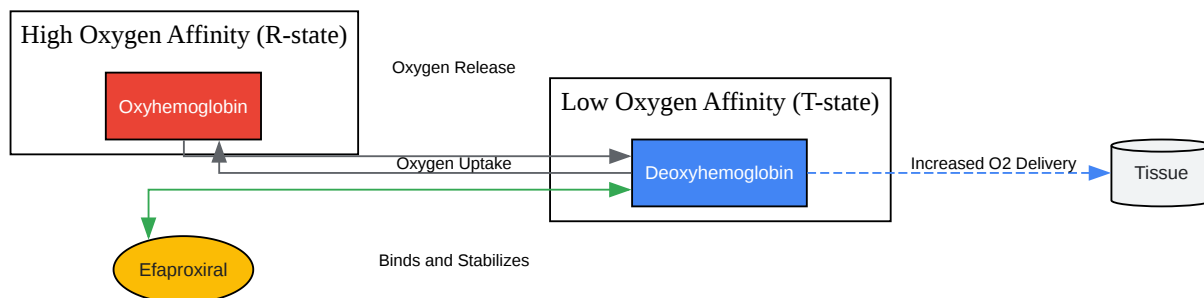 High Oxygen Affinity (R-state)
Oxyhemoglobin
Oxygen Release
Low Oxygen Affinity (T-state)
Oxygen Uptake
Deoxyhemoglobin
Increased O2 Delivery
Tissue
Efaproxiral
Binds and Stabilizes